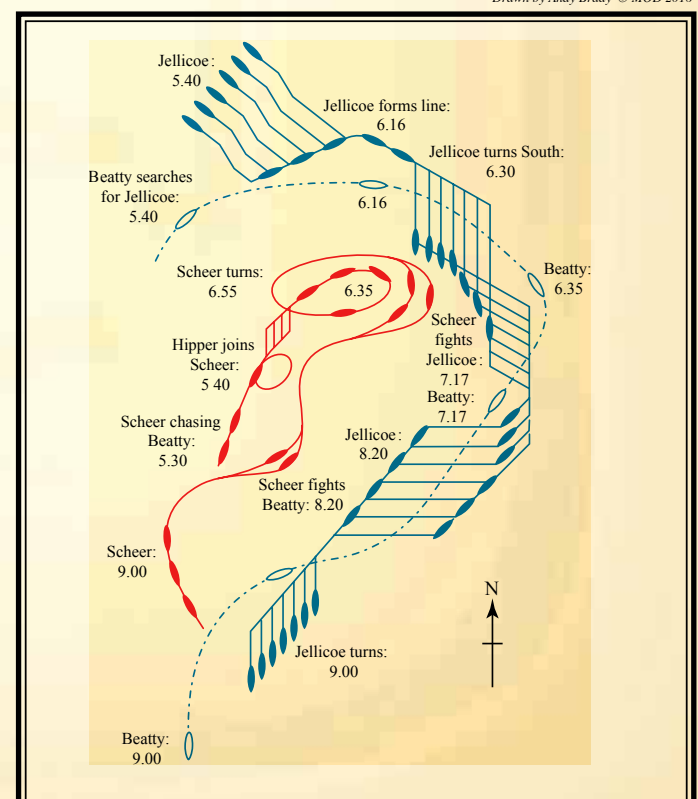 Drawn by Andy Brady © MOD 2016
Jellicoe:
5.40
Jellicoe forms line:
6.16
Jellicoe turns South:
6.30
Beatty searches
for Jellicoe:
5.40
6.16
Scheer turns:
6.55
6.35
Beatty:
6.35
Hipper joins
Scheer:
5 40
Scheer
fights
Jellicoe:
7.17
Beatty:
7.17
Scheer chasing
Beatty:
5.30
Jellicoe:
8.20
Scheer fights
Beatty: 8.20
Scheer:
9.00
N
Jellicoe turns:
9.00
Beatty:
9.00